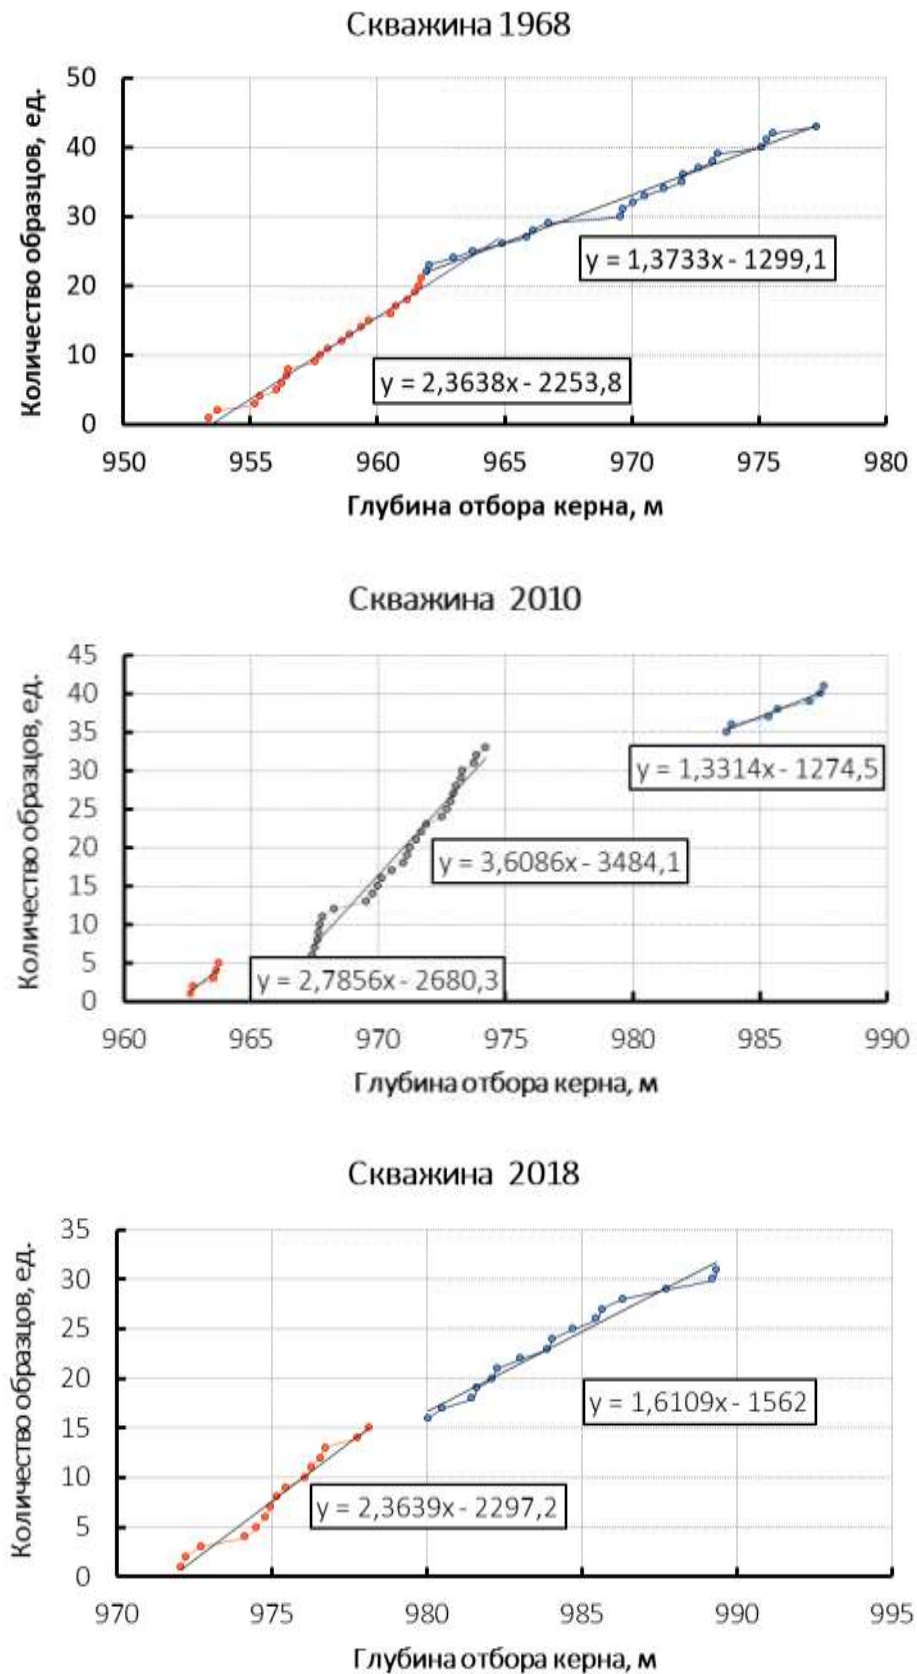 Скважина 1968
50
40
30
20
10
0
Количество образцов, ед.
y = 1,3733x - 1299,1
y = 2,3638x - 2253,8
950 955 960 965 970 975 980
Глубина отбора керна, м
Скважина 2010
45
40
35
30
25
20
15
10
5
0
Количество образцов, ед.
y = 1,3314x - 1274,5
y = 3,6086x - 3484,1
y = 2,7856x - 2680,3
960 965 970 975 980 985 990
Глубина отбора керна, м
Скважина 2018
35
30
25
20
15
10
5
0
Количество образцов, ед.
y = 1,6109x - 1562
y = 2,3639x - 2297,2
970 975 980 985 990 995
Глубина отбора керна, м